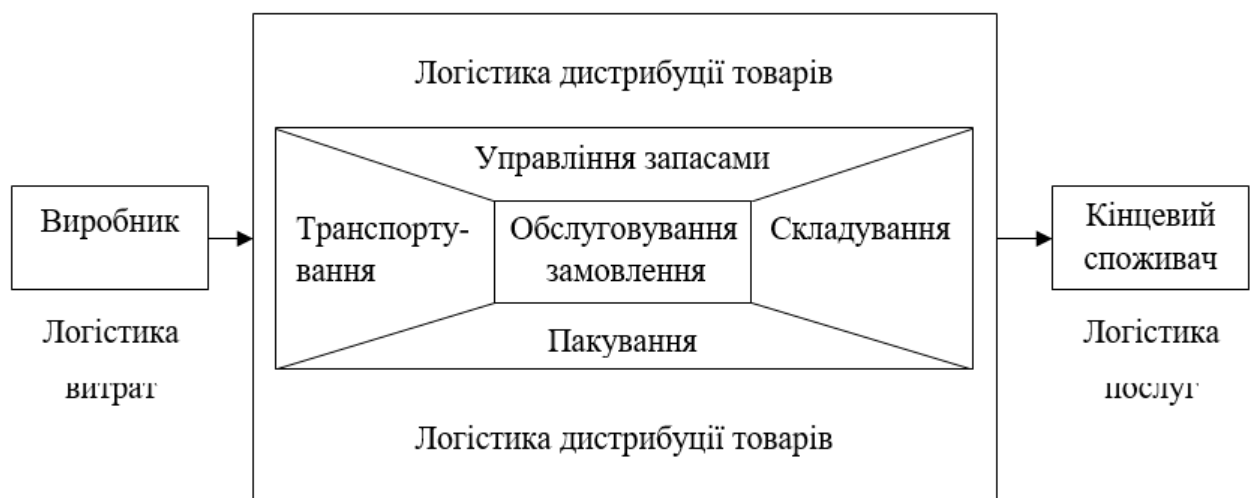 Логістика дистрибуції товарів
Управління запасами
Виробник
Транспорту-
вання
Обслуговування
замовлення
Складування
Кінцевий
споживач
Пакування
Логістика
витрат
Логістика
послуг
Логістика дистрибуції товарів